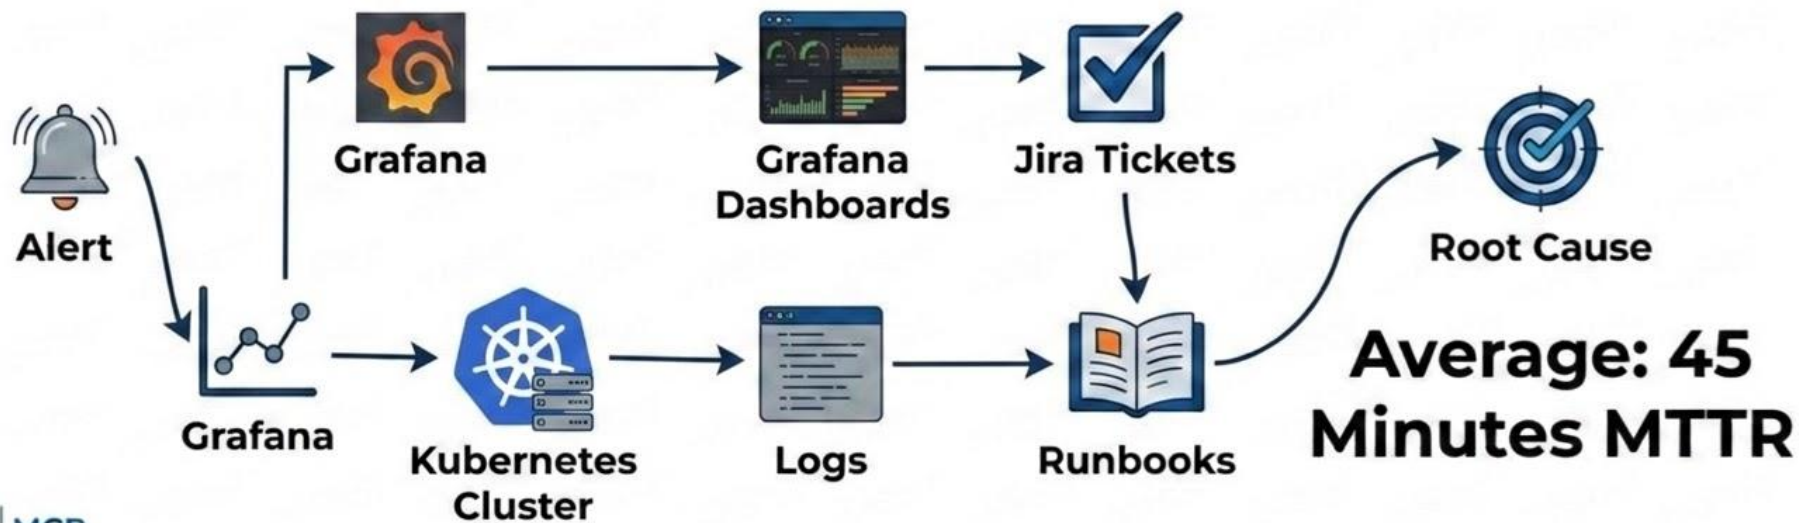 Alert
Grafana
Grafana
Dashboards
Jira Tickets
Root Cause
Grafana
Kubernetes
Cluster
Logs
Runbooks
Average: 45
Minutes MTTR